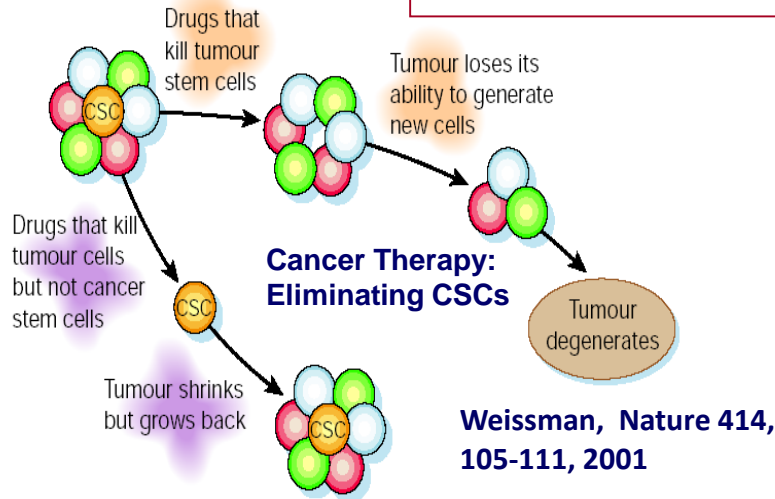 Drugs that
kill tumour
stem cells
CSC
Tumour loses its
ability to generate
new cells
Drugs that kill
tumour cells
but not cancer
stem cells
Cancer Therapy:
Eliminating CSCs
CSC
Tumour
degenerates
Tumour shrinks
but grows back
CSC
Weissman, Nature 414,
105-111, 2001